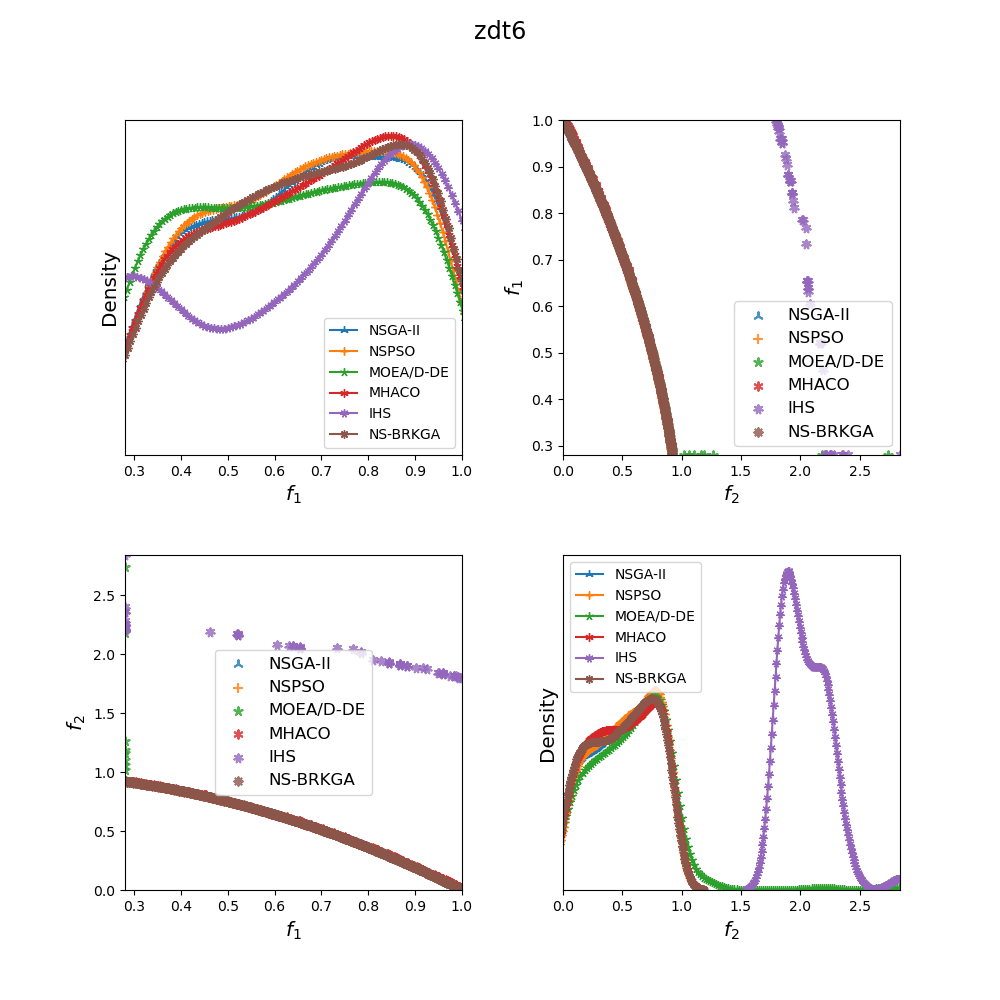 zdt6
Density
NSGA-II
NSPSO
MOEA/D-DE
MHACO
IHS
NS-BRKGA
0.3 0.4 0.5 0.6 0.7 0.8 0.9 1.0
f1
1.0
0.9
0.8
0.7
0.6
0.5
0.4
0.3
f1
NSGA-II
NSPSO
MOEA/D-DE
MHACO
IHS
NS-BRKGA
0.0 0.5 1.0 1.5 2.0 2.5
f2
2.5
2.0
1.5
1.0
0.5
0.0
f2
NSGA-II
NSPSO
MOEA/D-DE
MHACO
IHS
NS-BRKGA
0.3 0.4 0.5 0.6 0.7 0.8 0.9 1.0
f1
Density
NSGA-II
NSPSO
MOEA/D-DE
MHACO
IHS
NS-BRKGA
0.0 0.5 1.0 1.5 2.0 2.5
f2